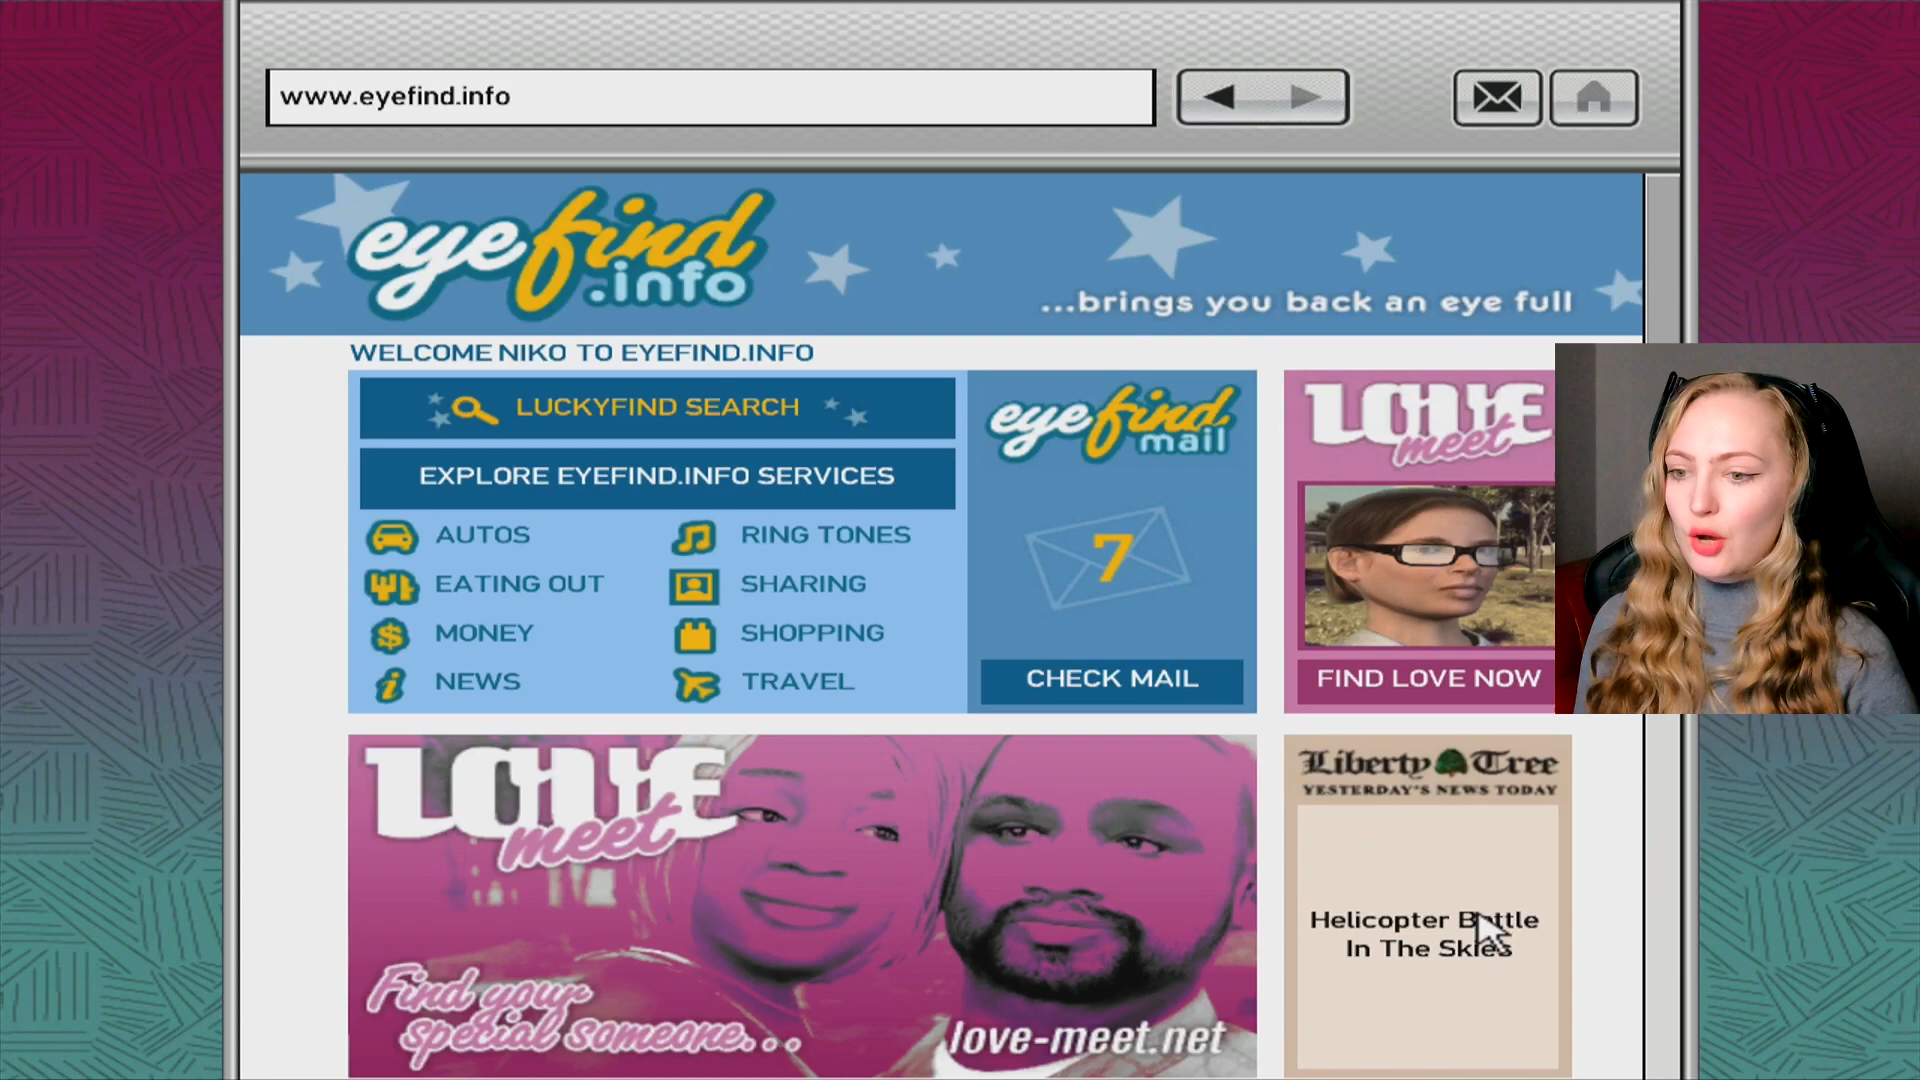 www.eyefind.info
eyefind
.info
...brings you back an eye full
WELCOME NIKO TO EYEFIND.INFO
LUCKYFIND SEARCH
EXPLORE EYEFIND.INFO SERVICES
AUTOS
RING TONES
EATING OUT
SHARING
MONEY
SHOPPING
NEWS
TRAVEL
eyefind
mail
7
CHECK MAIL
LOVE
meet
FIND LOVE NOW
LOVE
meet
Find your
special someone...
love-meet.net
Liberty Tree
YESTERDAY'S NEWS TODAY
Helicopter Battle
In The Skies